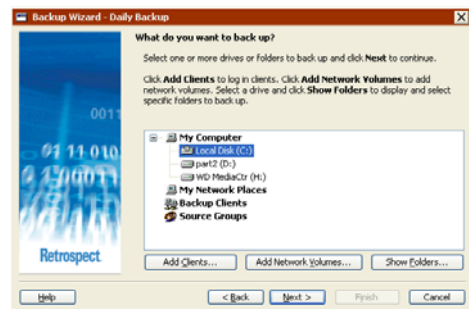 Backup Wizard - Daily Backup
What do you want to back up?
Select one or more drives or folders to back up and click Next to continue.
Click Add Clients to log in clients. Click Add Network Volumes to add
network volumes. Select a drive and click Show Folders to display and select
specific folders to back up.
0011
01 11 010
My Computer
Local Disk (C:)
part2 (D:)
WD MediaCtr (H:)
My Network Places
Backup Clients
Source Groups
Retrospect
Add Clients...
Add Network Volumes...
Show Folders...
Help
< Back
Next >
Finish
Cancel